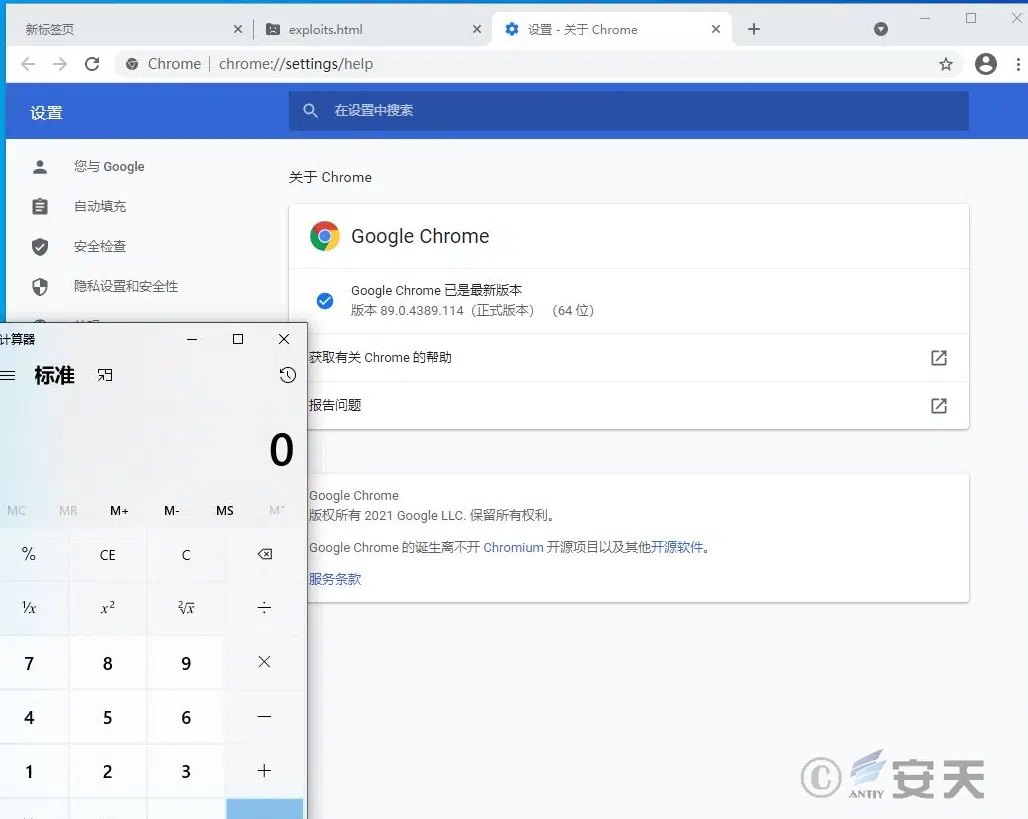 新标签页
exploits.html
设置 - 关于 Chrome
Chrome | chrome://settings/help
设置
在设置中搜索
您与 Google
自动填充
安全检查
隐私设置和安全性
关于 Chrome
Google Chrome
Google Chrome 已是最新版本
版本 89.0.4389.114（正式版本） （64 位）
获取有关 Chrome 的帮助
报告问题
Google Chrome
版权所有 2021 Google LLC. 保留所有权利。
Google Chrome 的诞生离不开 Chromium 开源项目以及其他开源软件。
服务条款
计算器
标准
0
MC MR M+ M- MS M˅
% CE C
¹/x x² ²√x ÷
7 8 9 ×
4 5 6 −
1 2 3 +
© ANTIY 安天